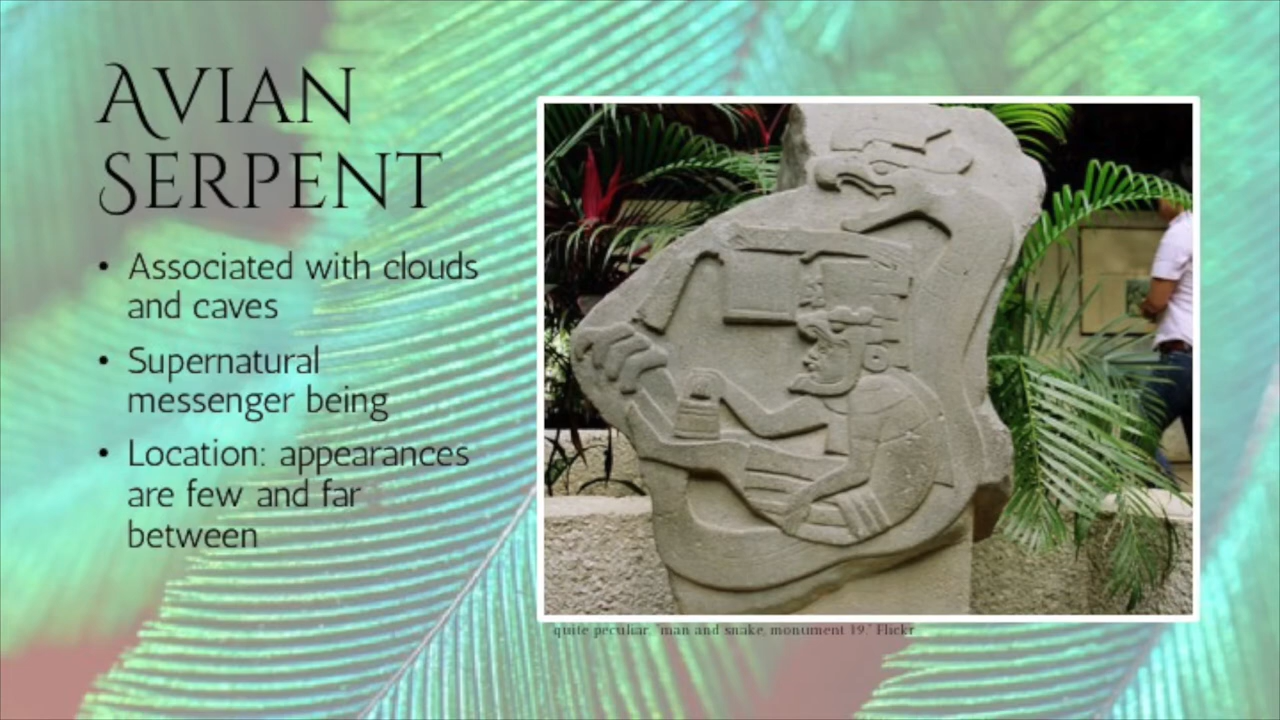 Avian
Serpent
• Associated with clouds
and caves
• Supernatural
messenger being
• Location: appearances
are few and far
between
quite peculiar, "man and snake, monument 19." Flickr